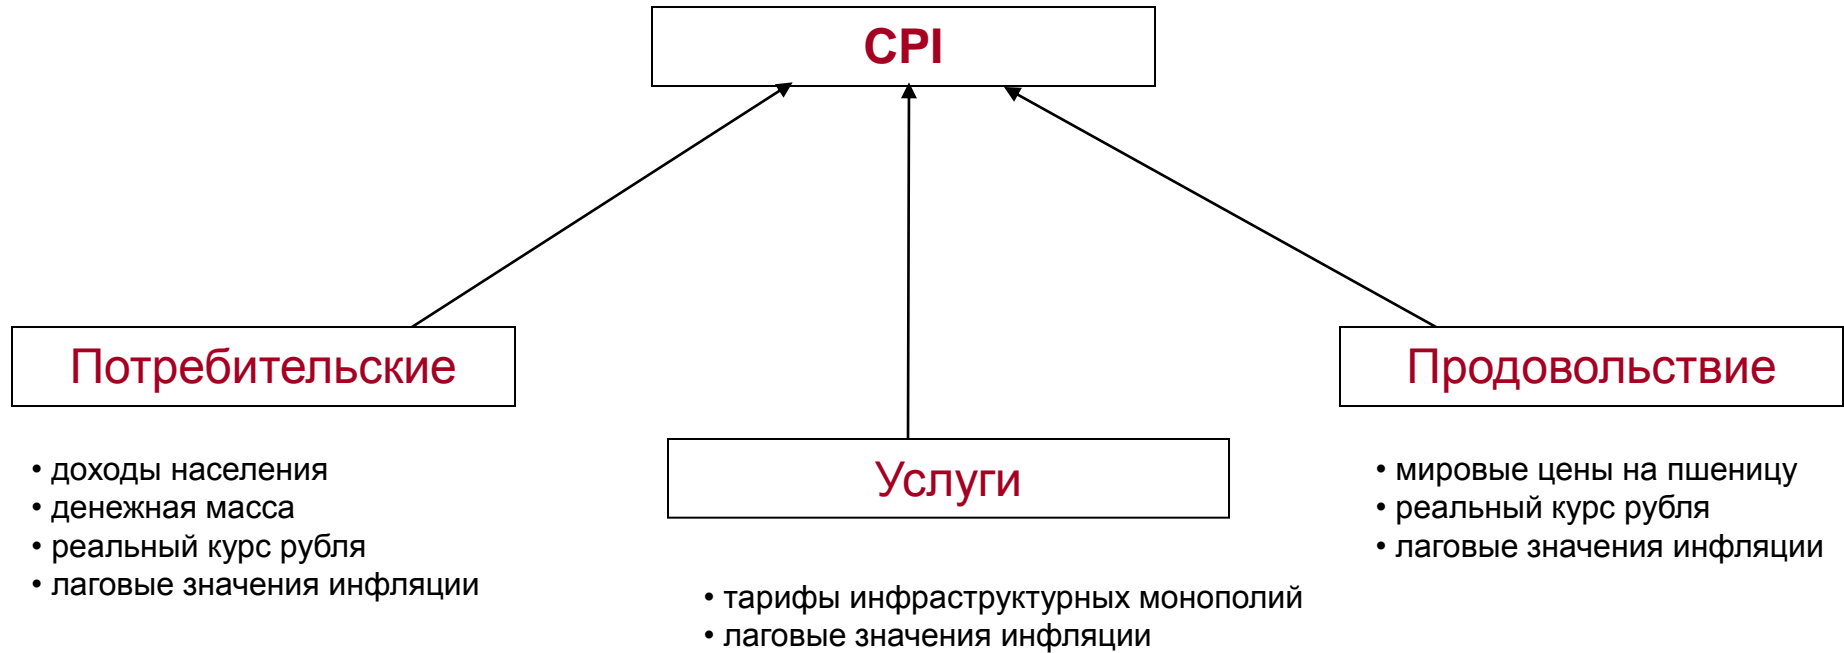 CPI
Потребительские
• доходы населения
• денежная масса
• реальный курс рубля
• лаговые значения инфляции
Услуги
• тарифы инфраструктурных монополий
• лаговые значения инфляции
Продовольствие
• мировые цены на пшеницу
• реальный курс рубля
• лаговые значения инфляции